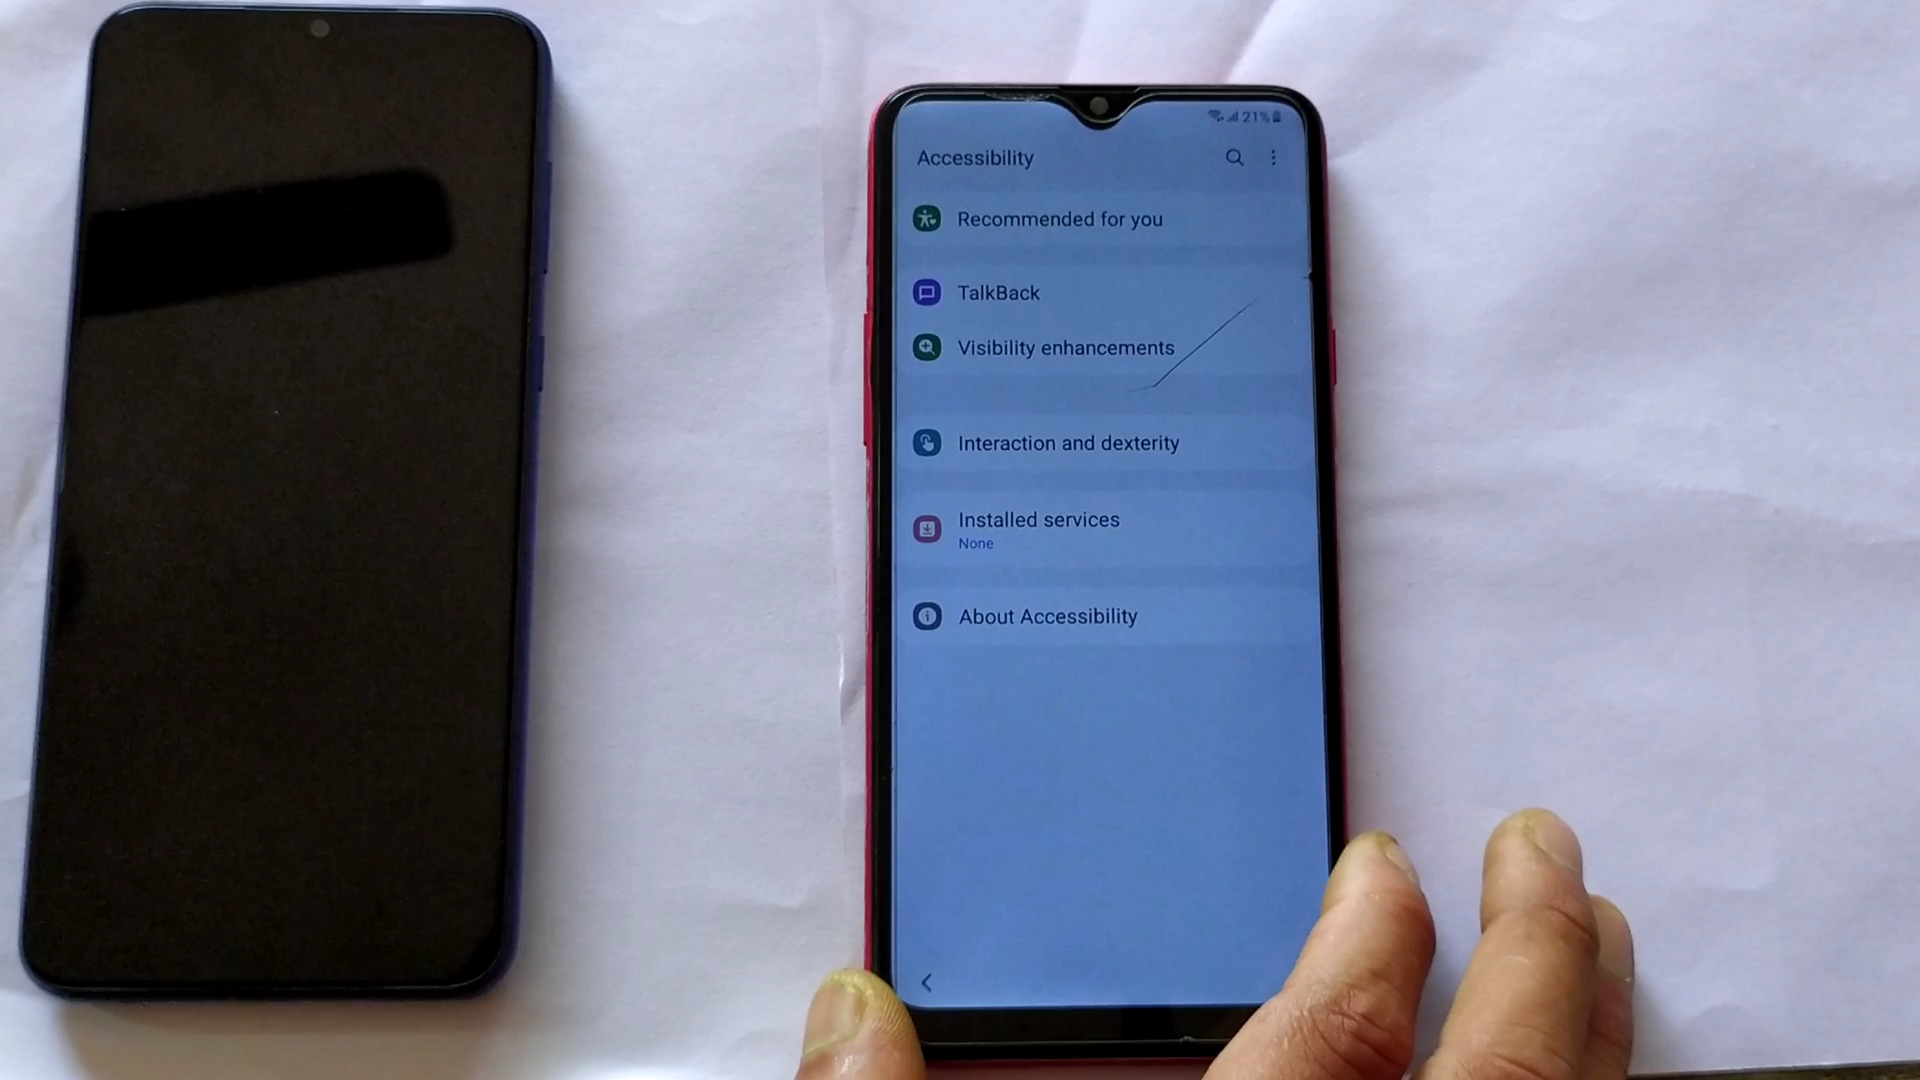 21%
Accessibility
Recommended for you
TalkBack
Visibility enhancements
Interaction and dexterity
Installed services
None
About Accessibility